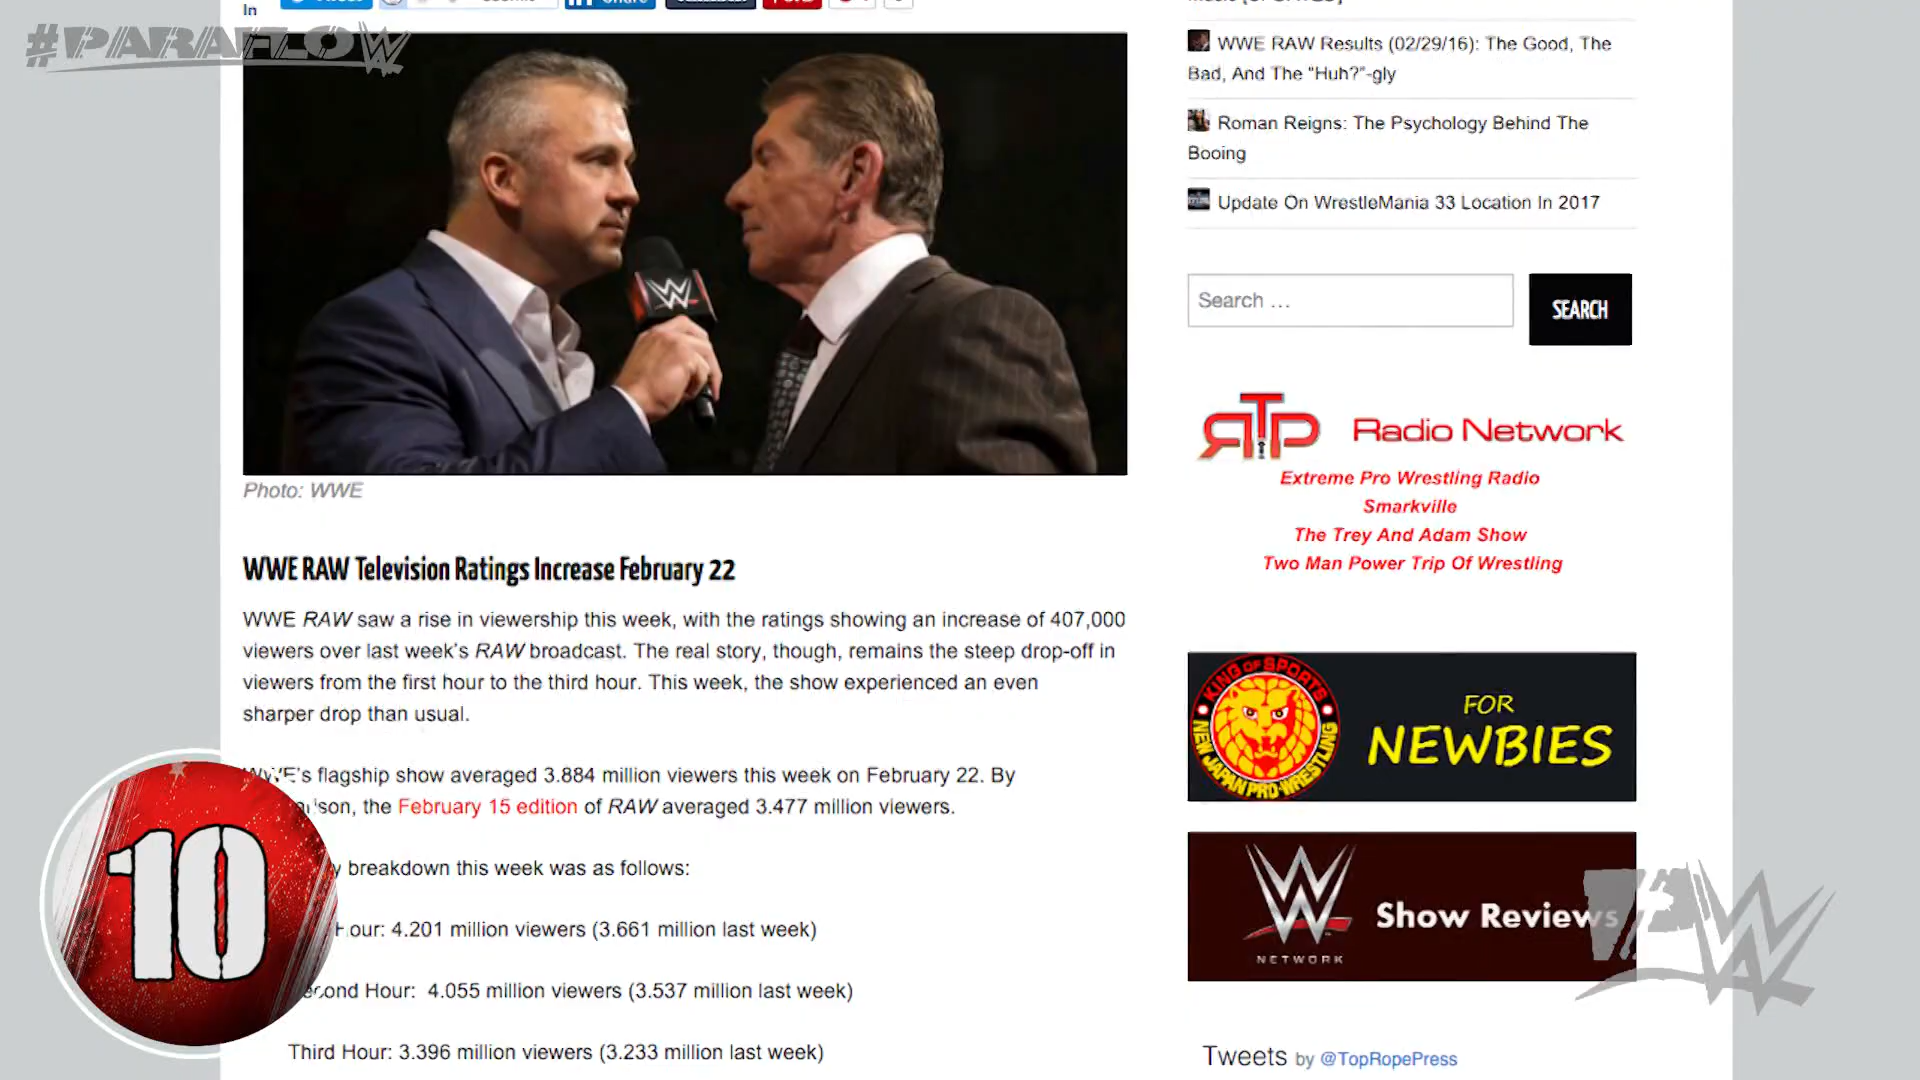 #PARAFLOW
In
WWE RAW Results (02/29/16): The Good, The
Bad, And The "Huh?"-gly
Roman Reigns: The Psychology Behind The
Booing
Update On WrestleMania 33 Location In 2017
Search ...
SEARCH
RTP Radio Network
Extreme Pro Wrestling Radio
Smarkville
The Trey And Adam Show
Two Man Power Trip Of Wrestling
Photo: WWE
WWE RAW Television Ratings Increase February 22
WWE RAW saw a rise in viewership this week, with the ratings showing an increase of 407,000
viewers over last week's RAW broadcast. The real story, though, remains the steep drop-off in
viewers from the first hour to the third hour. This week, the show experienced an even
sharper drop than usual.
WWE's flagship show averaged 3.884 million viewers this week on February 22. By
the February 15 edition of RAW averaged 3.477 million viewers.
breakdown this week was as follows:
Hour: 4.201 million viewers (3.661 million last week)
Second Hour: 4.055 million viewers (3.537 million last week)
Third Hour: 3.396 million viewers (3.233 million last week)
10
KING OF SPORTS
NEW JAPAN PRO-WRESTLING
FOR
NEWBIES
NETWORK
Show Reviews
Tweets by @TopRopePress